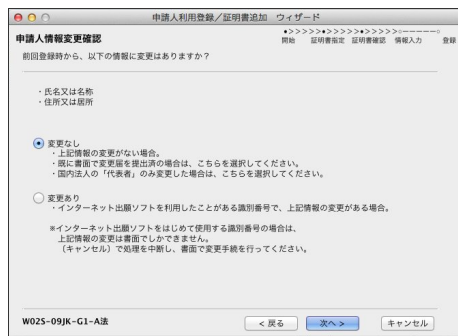 申請人利用登録／証明書追加　ウィザード
申請人情報変更確認
●>>>>>●>>>>>●>>>>>○-----○
開始　証明書指定　証明書確認　情報入力　登録
前回登録時から、以下の情報に変更はありますか？
・氏名又は名称
・住所又は居所
変更なし
・上記情報の変更がない場合。
・既に書面で変更届を提出済の場合は、こちらを選択してください。
・国内法人の「代表者」のみ変更した場合は、こちらを選択してください。
変更あり
・インターネット出願ソフトを利用したことがある識別番号で、上記情報の変更がある場合。
※インターネット出願ソフトをはじめて使用する識別番号の場合は、
上記情報の変更は書面でしかできません。
（キャンセル）で処理を中断し、書面で変更手続を行ってください。
W02S-09JK-G1-A法
< 戻る　次へ >　キャンセル